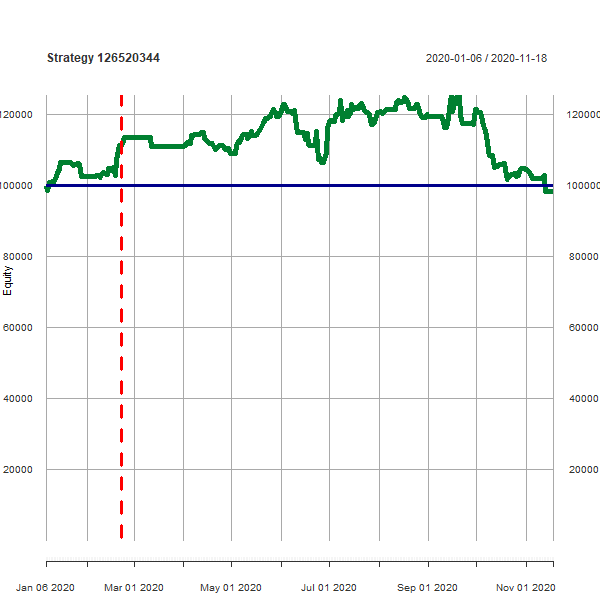 Strategy 126520344
2020-01-06 / 2020-11-18
120000
120000
100000
100000
80000
80000
Equity
60000
60000
40000
40000
20000
20000
Jan 06 2020
Mar 01 2020
May 01 2020
Jul 01 2020
Sep 01 2020
Nov 01 2020